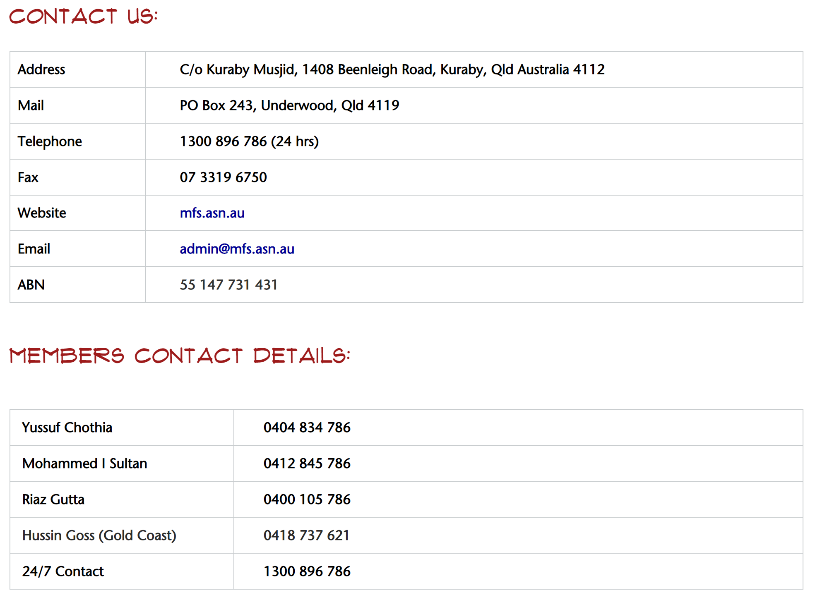 CONTACT US:
Address C/o Kuraby Musjid, 1408 Beenleigh Road, Kuraby, Qld Australia 4112
Mail PO Box 243, Underwood, Qld 4119
Telephone 1300 896 786 (24 hrs)
Fax 07 3319 6750
Website mfs.asn.au
Email admin@mfs.asn.au
ABN 55 147 731 431
MEMBERS CONTACT DETAILS:
Yussuf Chothia 0404 834 786
Mohammed I Sultan 0412 845 786
Riaz Gutta 0400 105 786
Hussin Goss (Gold Coast) 0418 737 621
24/7 Contact 1300 896 786